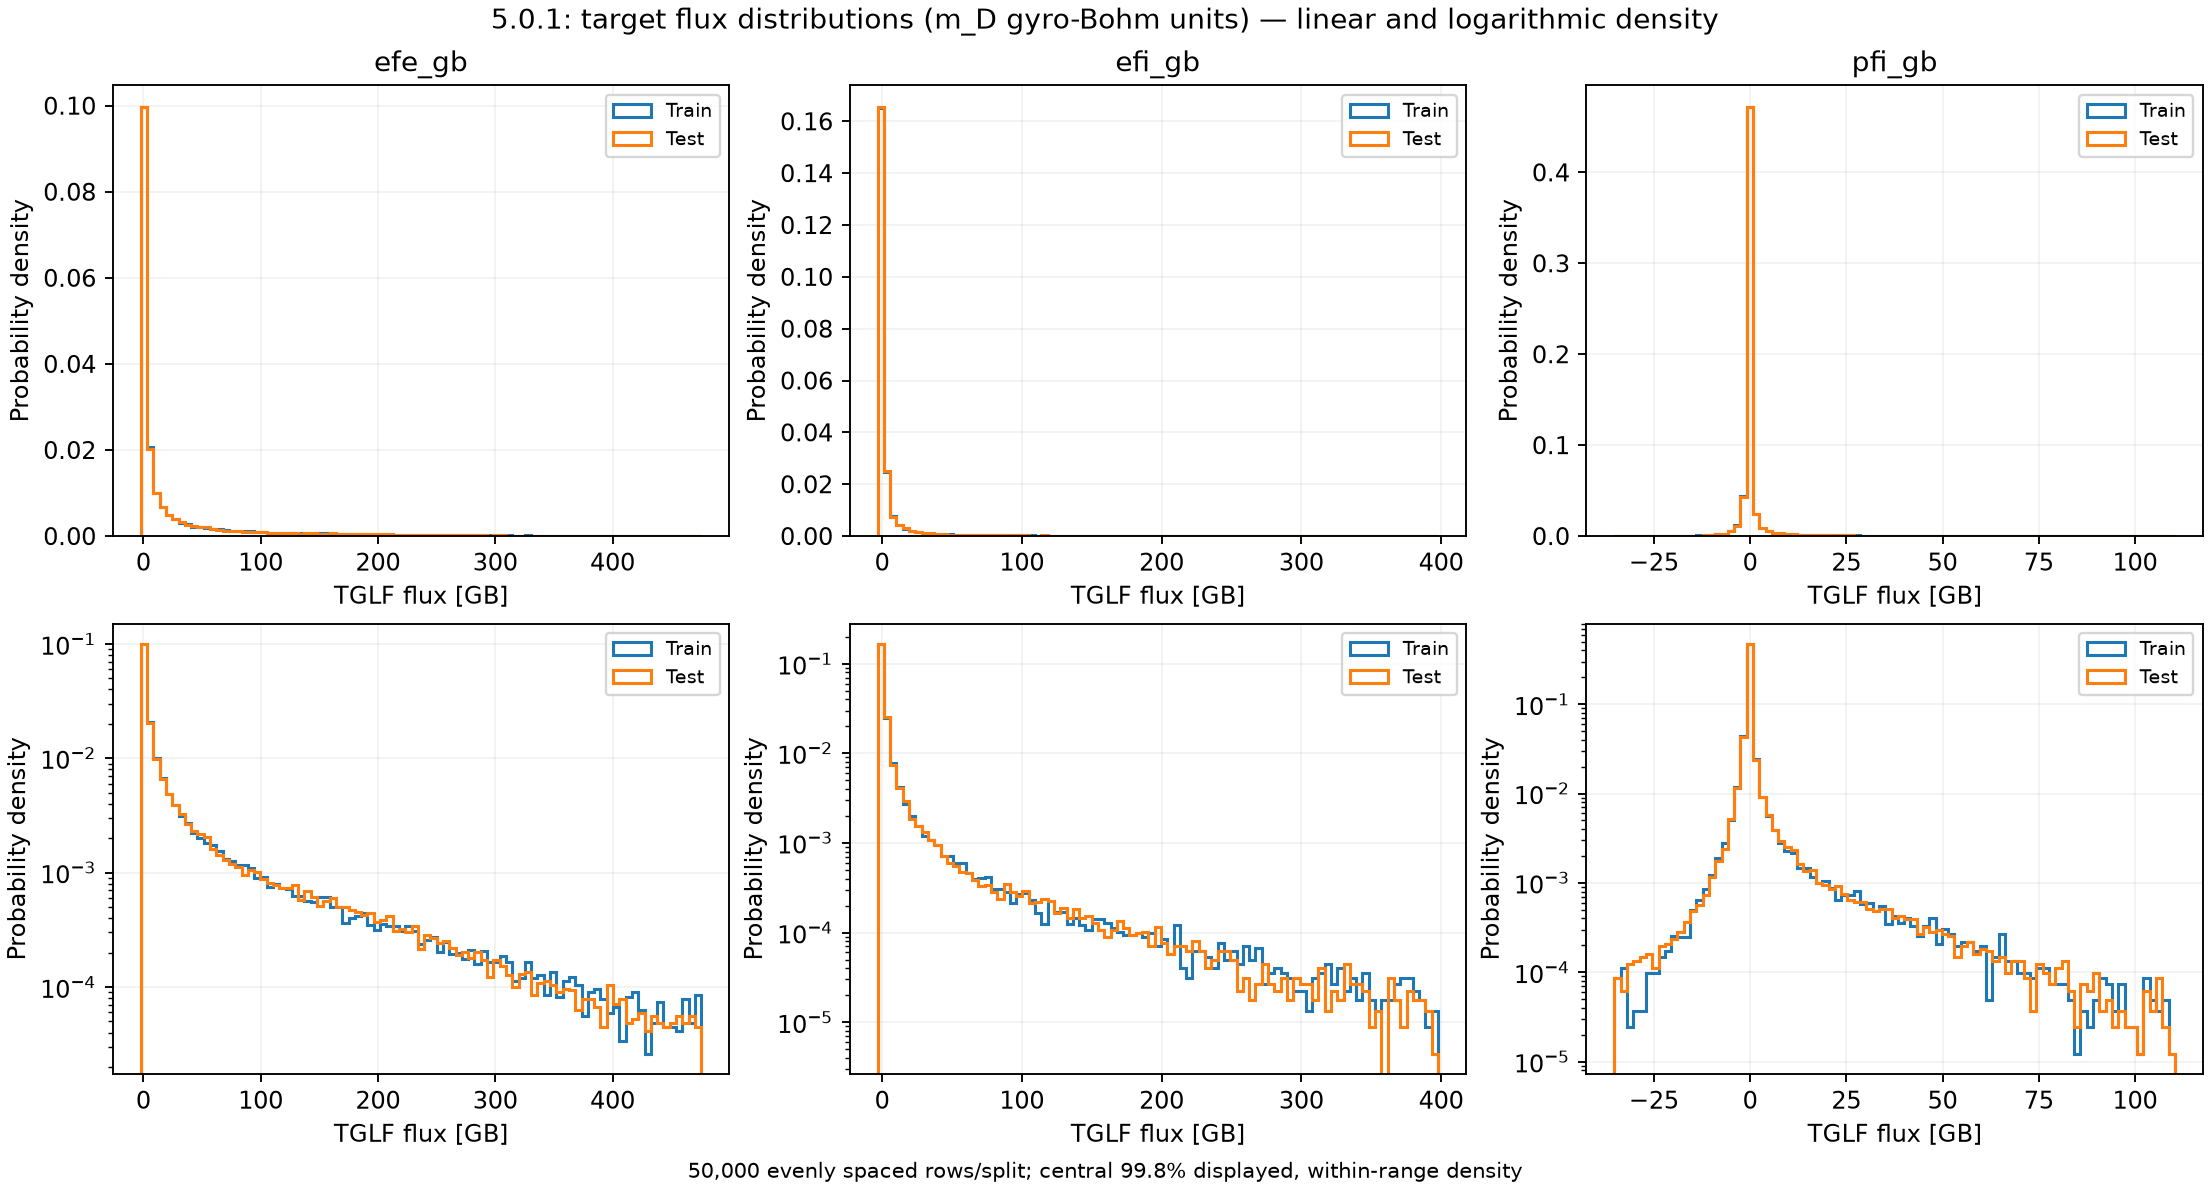 5.0.1: target flux distributions (m_D gyro-Bohm units) — linear and logarithmic density
efe_gb
Probability density
0.10
0.08
0.06
0.04
0.02
0.00
0 100 200 300 400
TGLF flux [GB]
Train
Test
efi_gb
Probability density
0.16
0.14
0.12
0.10
0.08
0.06
0.04
0.02
0.00
0 100 200 300 400
TGLF flux [GB]
Train
Test
pfi_gb
Probability density
0.4
0.3
0.2
0.1
0.0
−25 0 25 50 75 100
TGLF flux [GB]
Train
Test
Probability density
10⁻¹
10⁻²
10⁻³
10⁻⁴
0 100 200 300 400
TGLF flux [GB]
Train
Test
Probability density
10⁻¹
10⁻²
10⁻³
10⁻⁴
10⁻⁵
0 100 200 300 400
TGLF flux [GB]
Train
Test
Probability density
10⁻¹
10⁻²
10⁻³
10⁻⁴
10⁻⁵
−25 0 25 50 75 100
TGLF flux [GB]
Train
Test
50,000 evenly spaced rows/split; central 99.8% displayed, within-range density